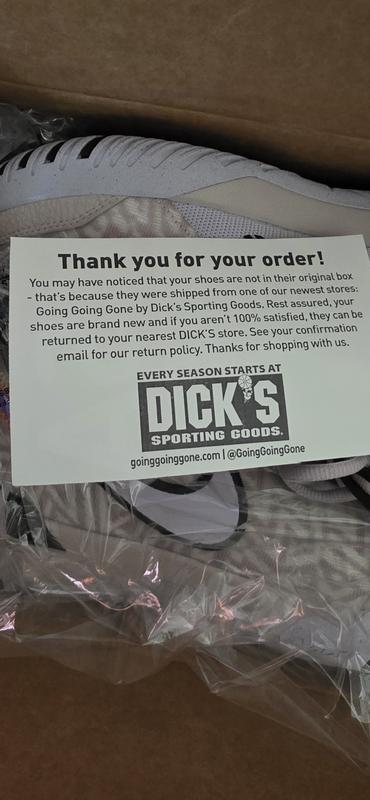 Thank you for your order!
You may have noticed that your shoes are not in their original box
- that's because they were shipped from one of our newest stores:
Going Going Gone by Dick's Sporting Goods. Rest assured, your
shoes are brand new and if you aren't 100% satisfied, they can be
returned to your nearest DICK'S store. See your confirmation
email for our return policy. Thanks for shopping with us.
EVERY SEASON STARTS AT
DICK'S
SPORTING GOODS.
goinggoinggone.com | @GoingGoingGone